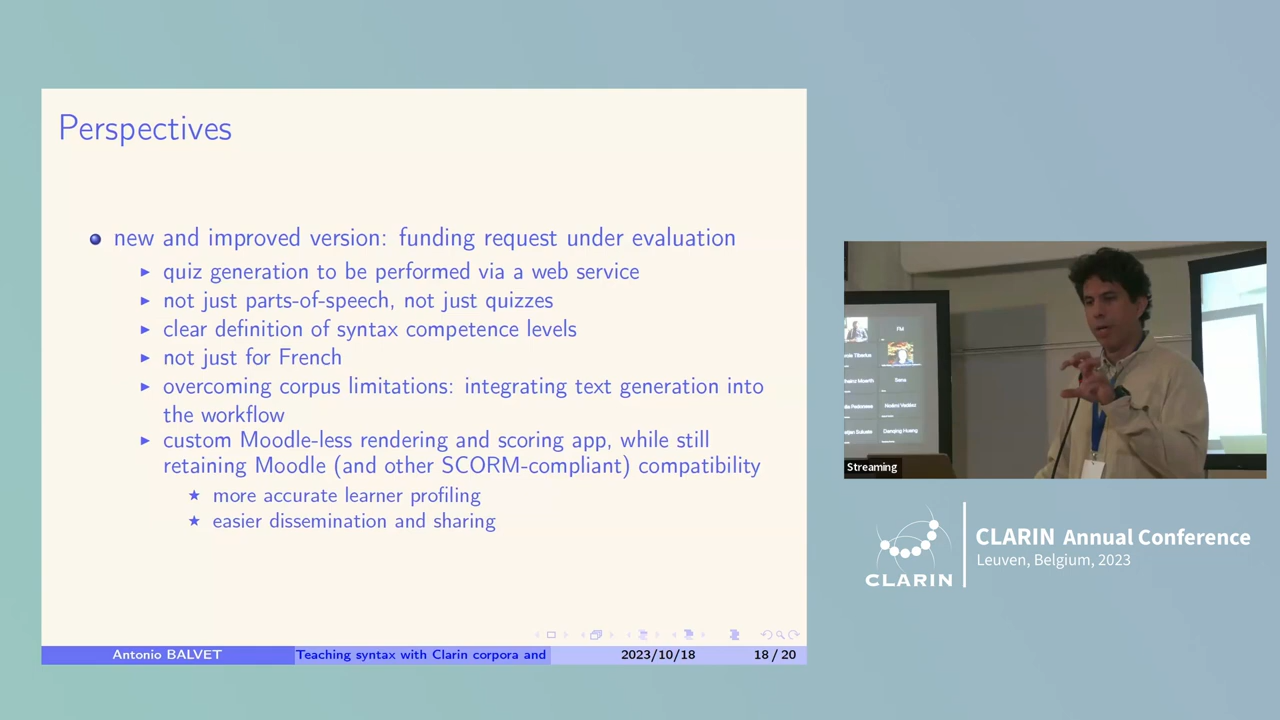 Perspectives
new and improved version: funding request under evaluation
quiz generation to be performed via a web service
not just parts-of-speech, not just quizzes
clear definition of syntax competence levels
not just for French
overcoming corpus limitations: integrating text generation into
the workflow
custom Moodle-less rendering and scoring app, while still
retaining Moodle (and other SCORM-compliant) compatibility
more accurate learner profiling
easier dissemination and sharing
Antonio BALVET
Teaching syntax with Clarin corpora and
2023/10/18
18 / 20
FM
Sana
Streaming
CLARIN
CLARIN Annual Conference
Leuven, Belgium, 2023